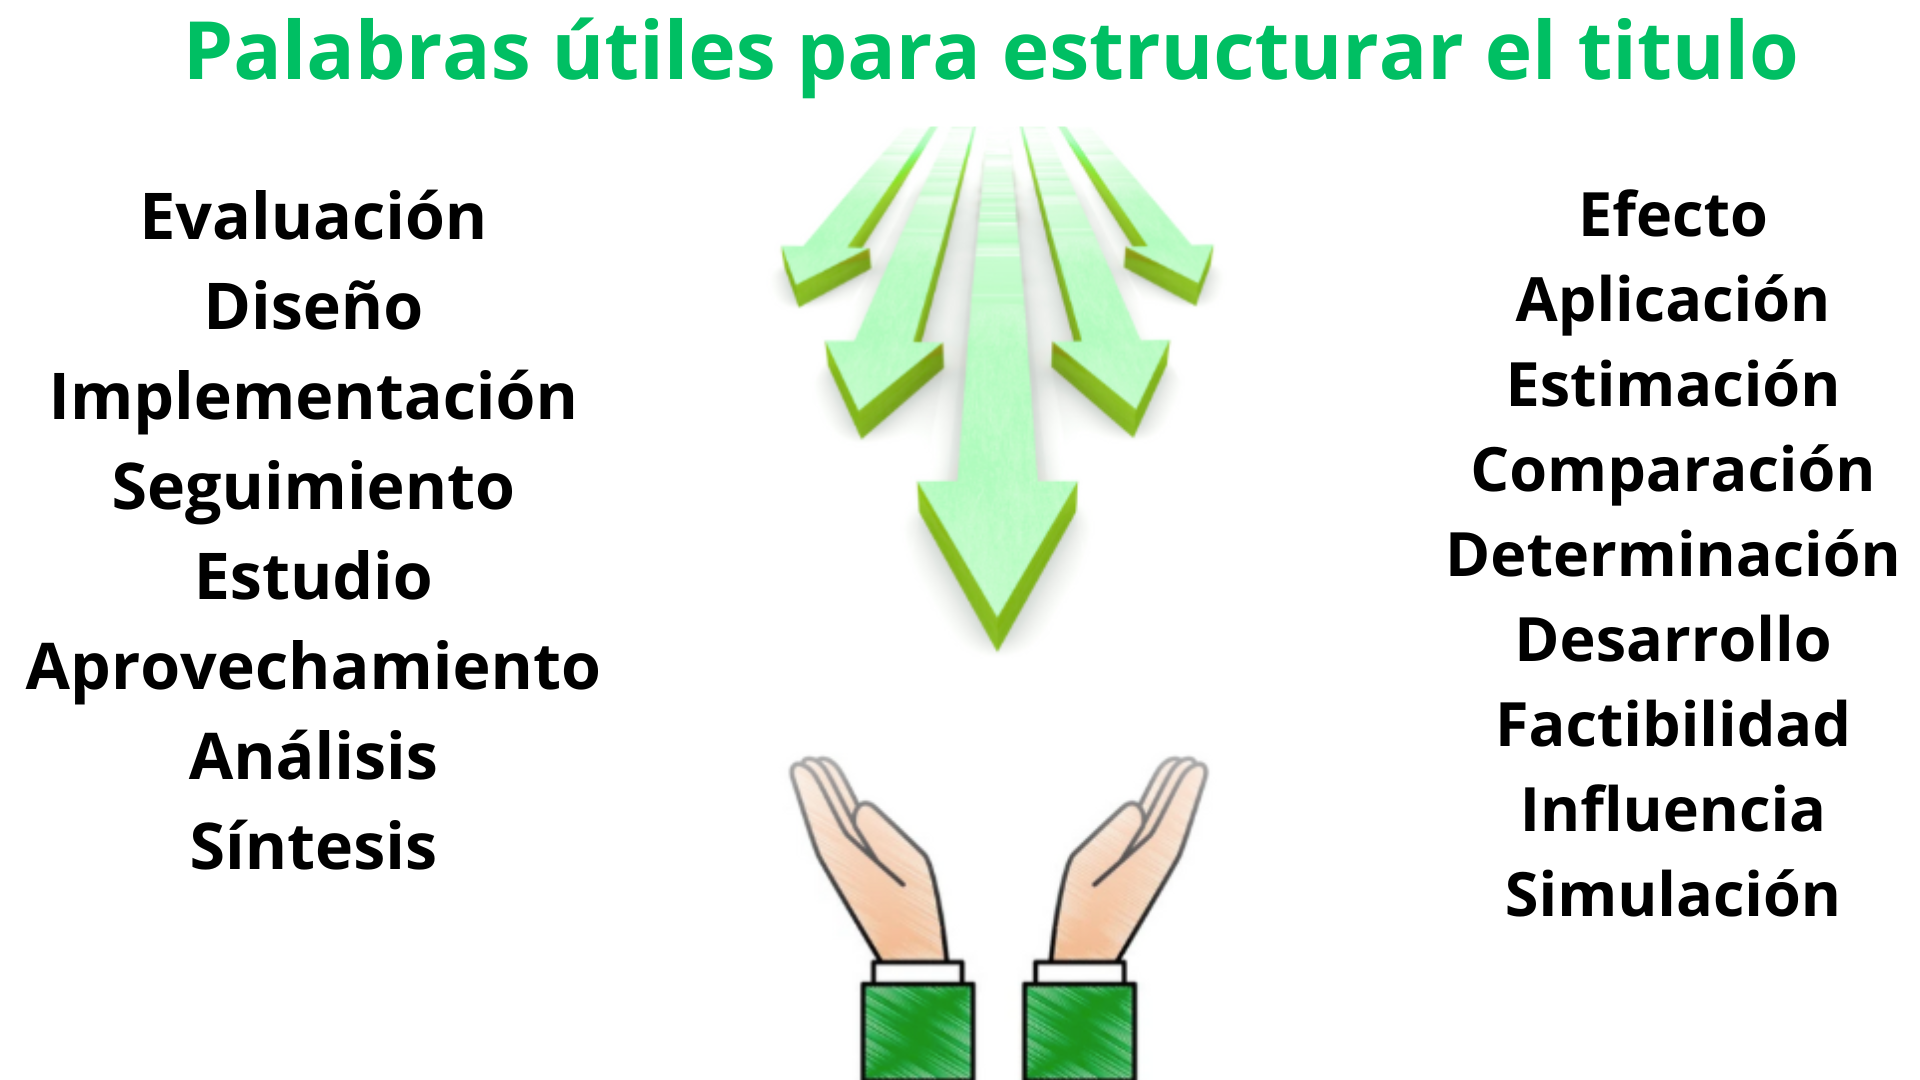 Palabras útiles para estructurar el titulo
Evaluación
Diseño
Implementación
Seguimiento
Estudio
Aprovechamiento
Análisis
Síntesis
Efecto
Aplicación
Estimación
Comparación
Determinación
Desarrollo
Factibilidad
Influencia
Simulación